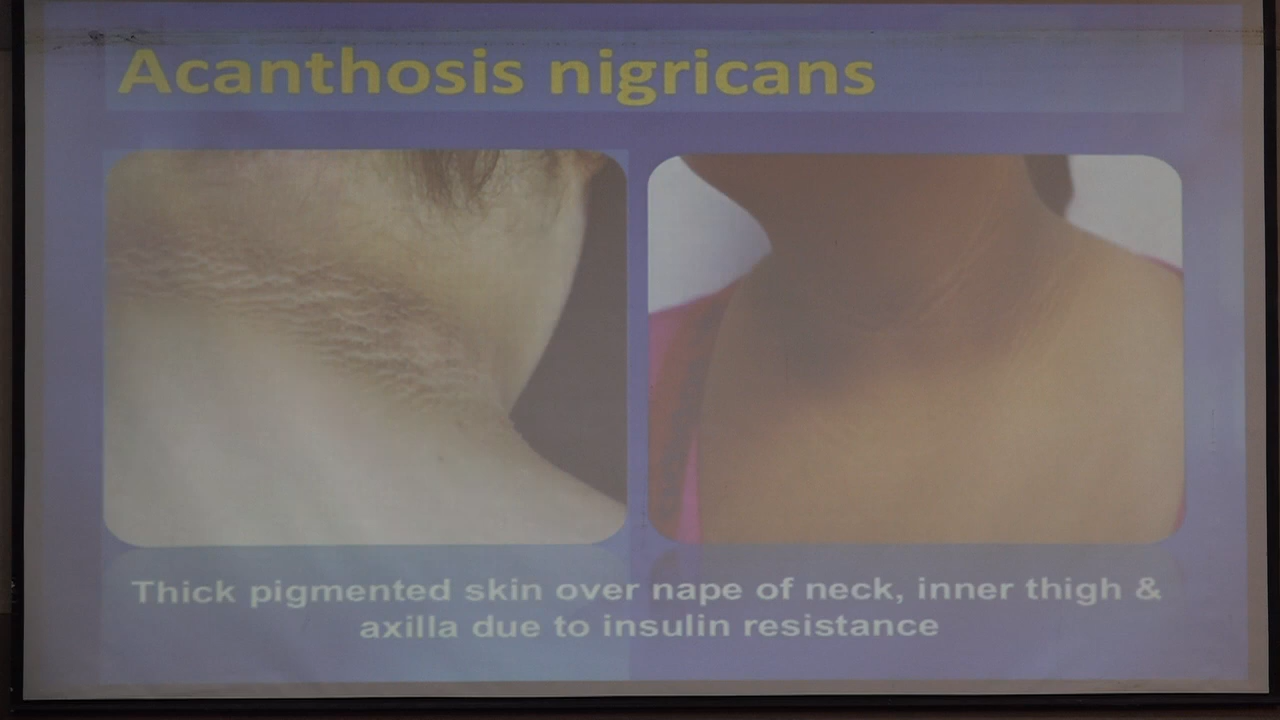 Acanthosis nigricans
Thick pigmented skin over nape of neck, inner thigh &
axilla due to insulin resistance